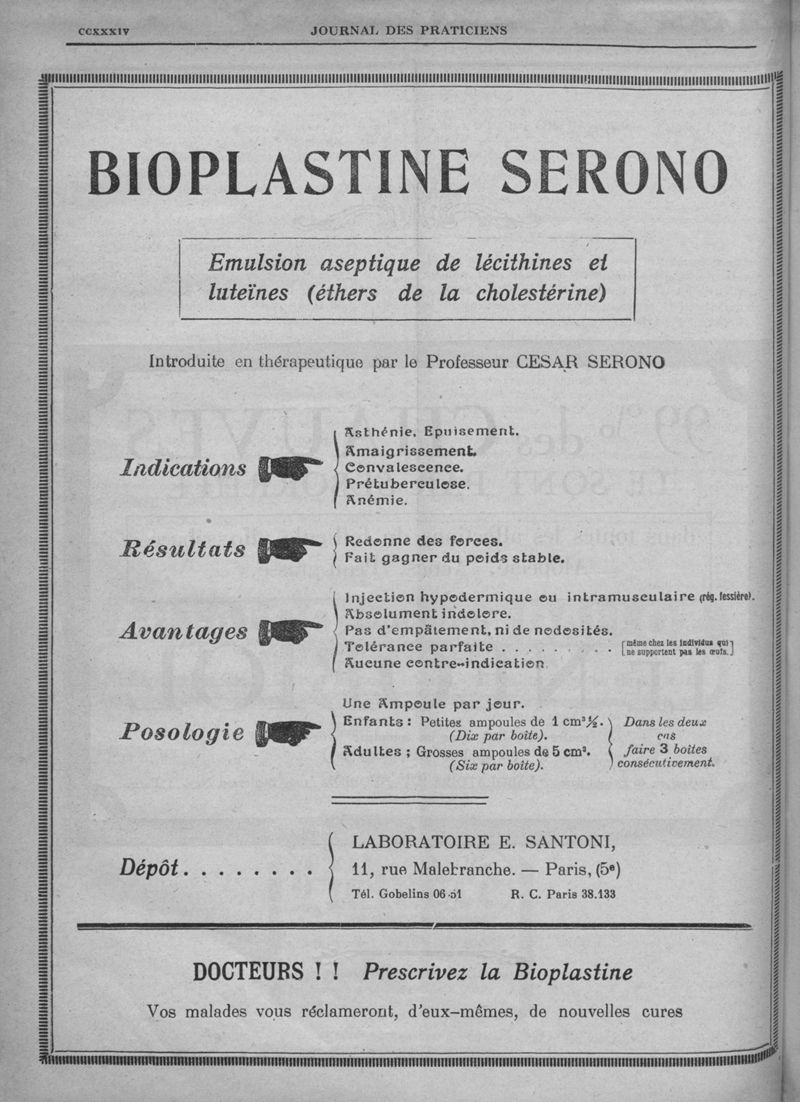 CCXXXIV JOURNAL DES PRATICIENS
BIOPLASTINE SERONO
Emulsion aseptique de lécithines et
luteïnes (éthers de la cholestérine)
Introduite en thérapeutique par le Professeur CESAR SERONO
Indications
Asthénie, Epuisement.
Amaigrissement.
Convalescence.
Prétuberculose.
Anémie.
Résultats
Redonne des forces.
Fait gagner du poids stable.
Avantages
Injection hypodermique ou intramusculaire (rég. fessière).
Absolument indolore.
Pas d'empâtement, ni de nodosités.
Tolérance parfaite . . . . . . . . . [même chez les individus qui
ne supportent pas les œufs.]
Aucune contre-indication
Posologie
Une Ampoule par jour.
Enfants : Petites ampoules de 1 cm³ ½.
(Dix par boîte).
Adultes ; Grosses ampoules de 5 cm³.
(Six par boîte).
Dans les deux
cas
faire 3 boîtes
consécutivement.
Dépôt. . . . . . . . .
LABORATOIRE E. SANTONI,
11, rue Malebranche. — Paris, (5e)
Tél. Gobelins 06-51 R. C. Paris 38.133
DOCTEURS ! ! Prescrivez la Bioplastine
Vos malades vous réclameront, d'eux-mêmes, de nouvelles cures